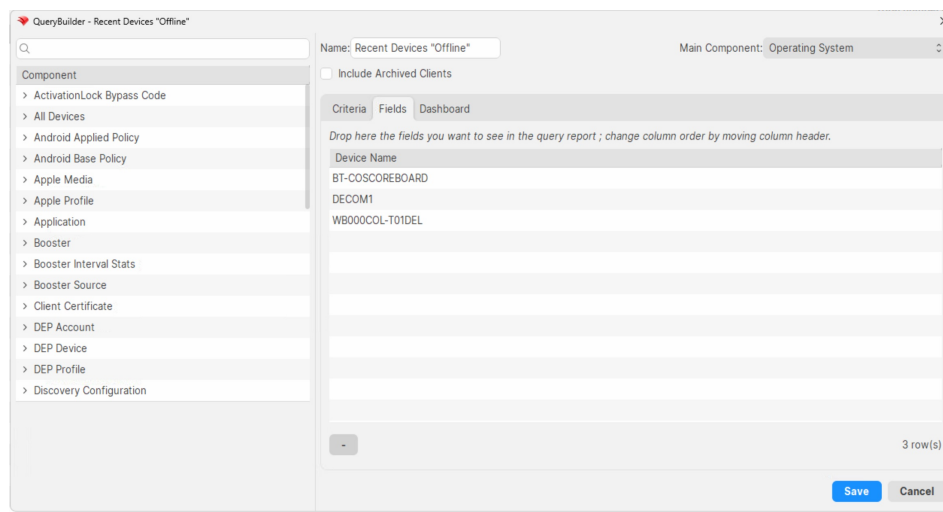 QueryBuilder - Recent Devices "Offline"
Name: Recent Devices "Offline"
Main Component: Operating System
Include Archived Clients
Component
ActivationLock Bypass Code
All Devices
Android Applied Policy
Android Base Policy
Apple Media
Apple Profile
Application
Booster
Booster Interval Stats
Booster Source
Client Certificate
DEP Account
DEP Device
DEP Profile
Discovery Configuration
Criteria Fields Dashboard
Drop here the fields you want to see in the query report ; change column order by moving column header.
Device Name
BT-COSCOREBOARD
DECOM1
WB000COL-T01DEL
-
3 row(s)
Save Cancel